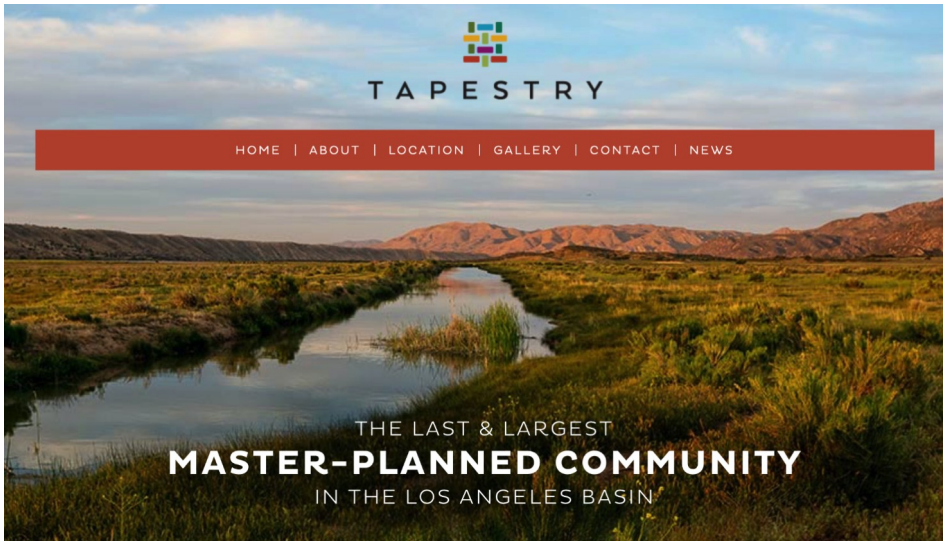 TAPESTRY
HOME | ABOUT | LOCATION | GALLERY | CONTACT | NEWS
THE LAST & LARGEST
MASTER-PLANNED COMMUNITY
IN THE LOS ANGELES BASIN